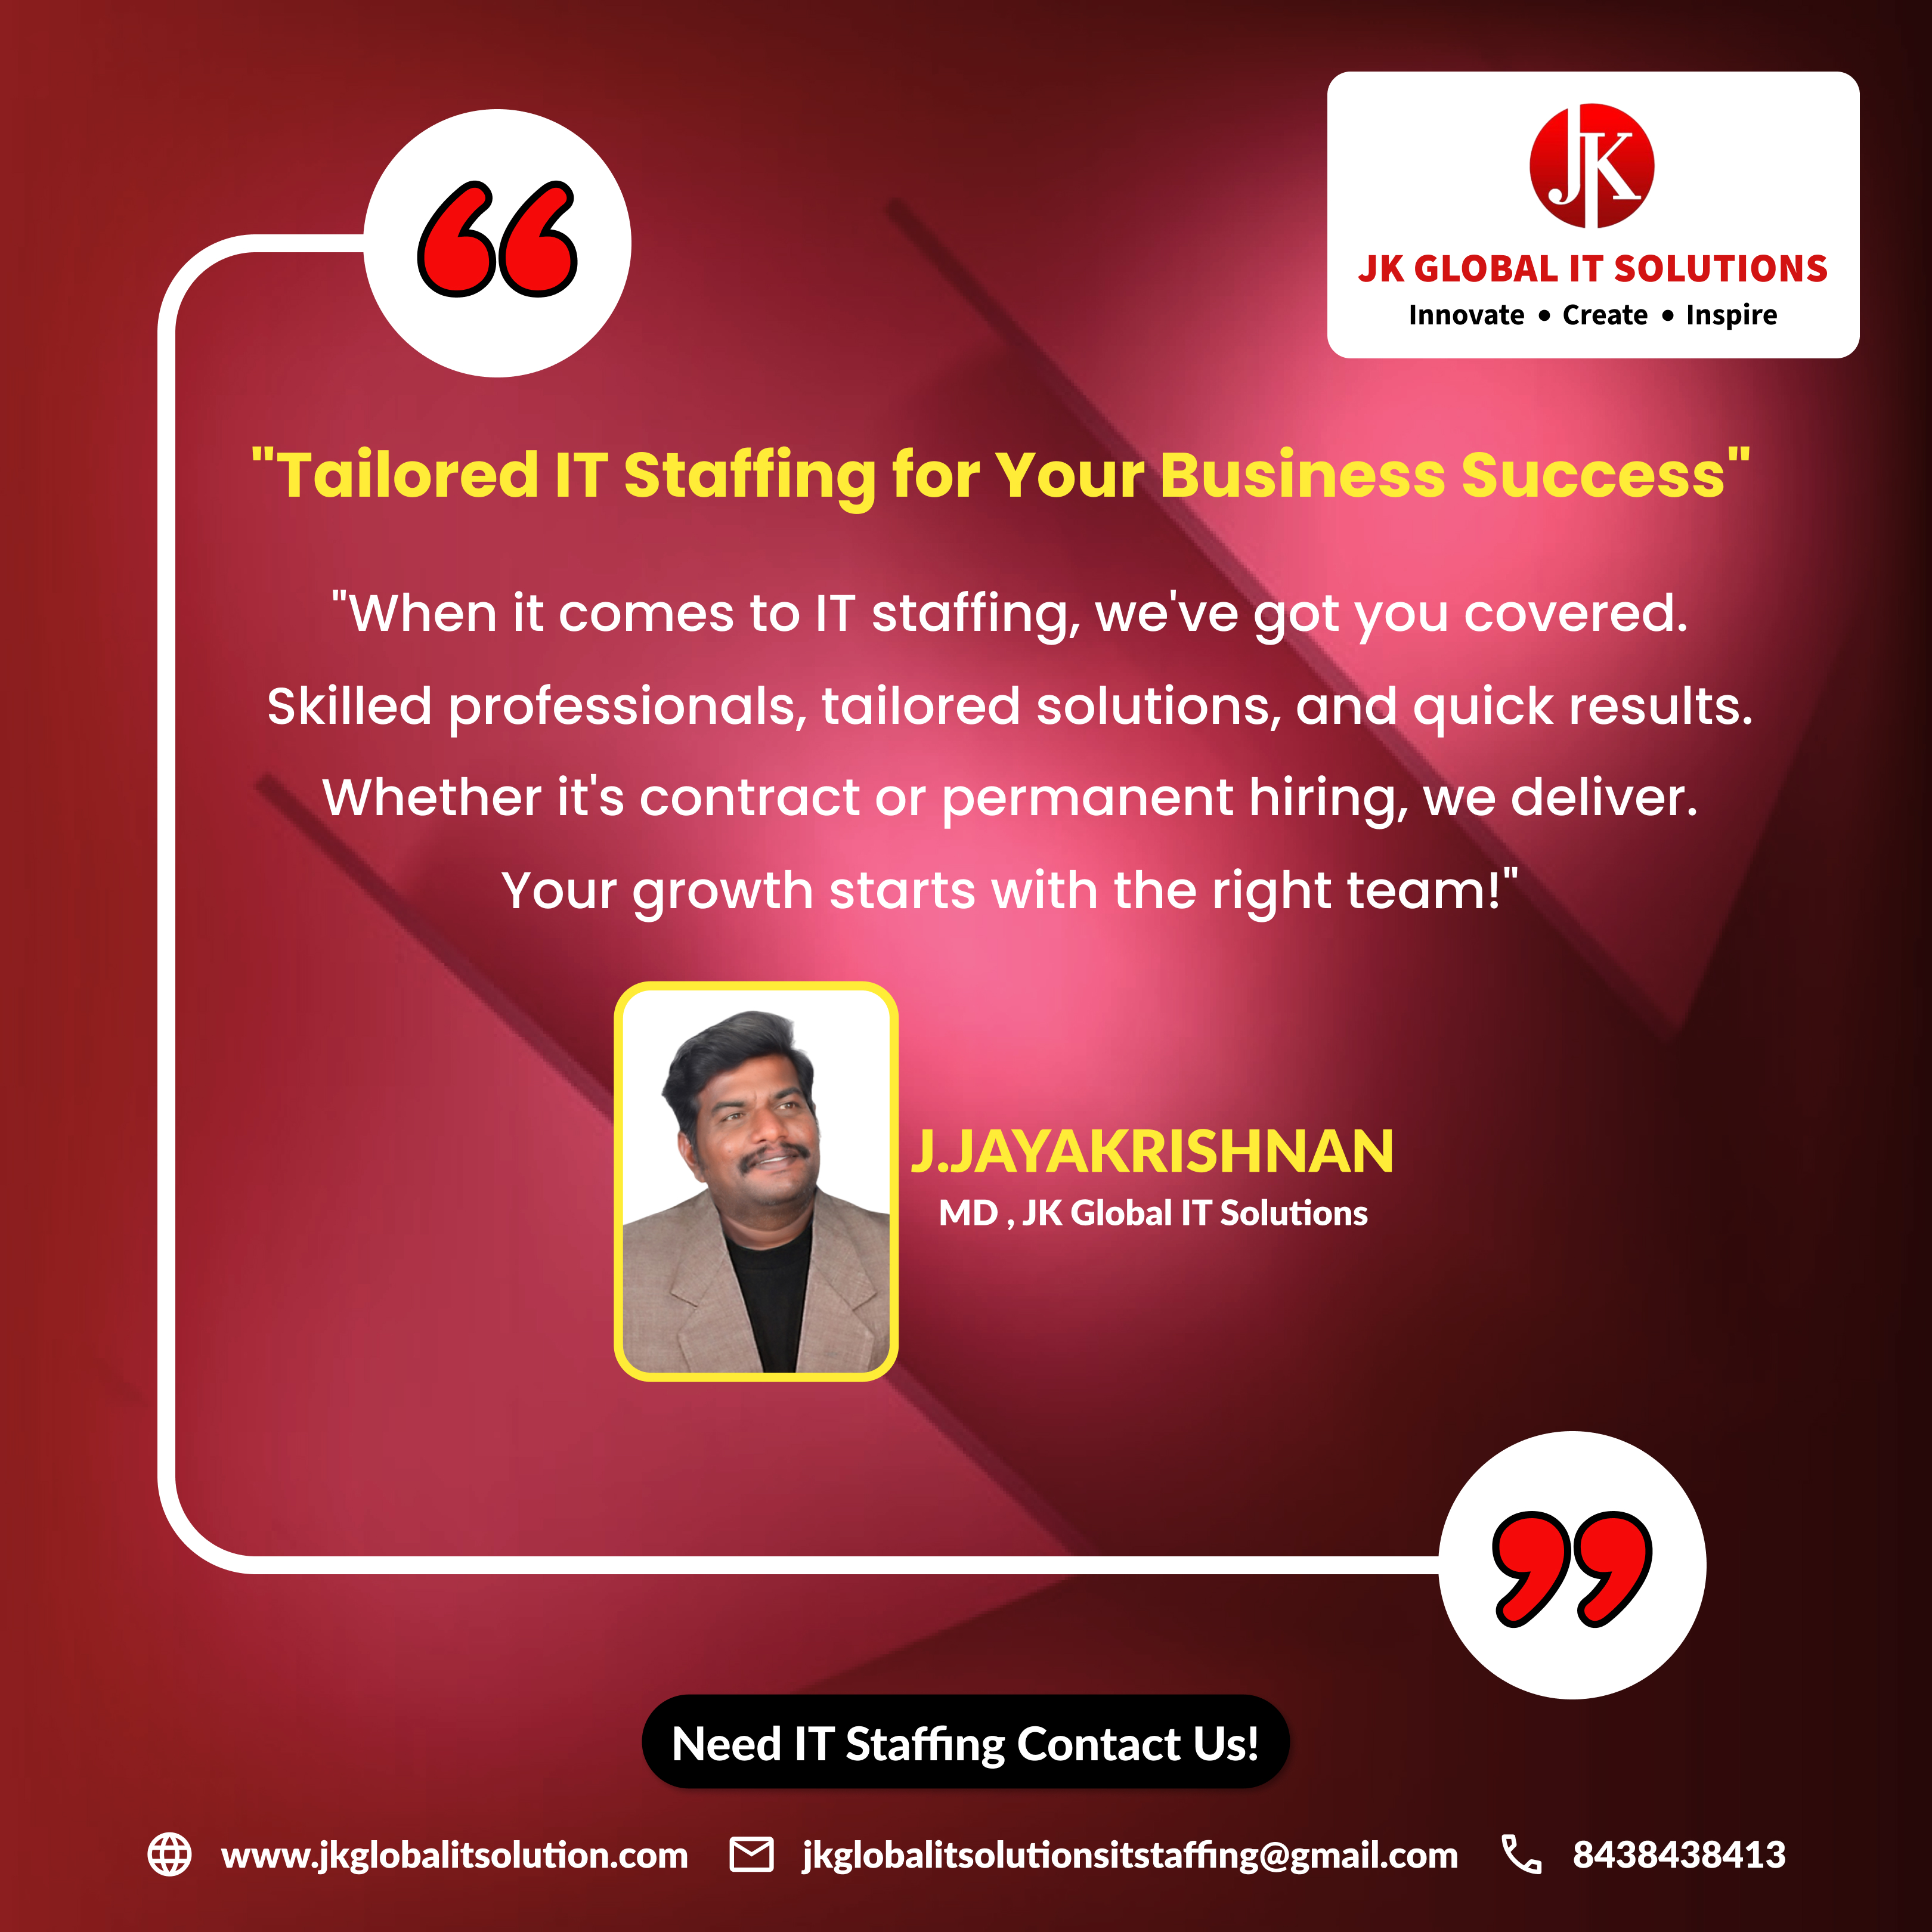 JK
JK GLOBAL IT SOLUTIONS
Innovate • Create • Inspire
"Tailored IT Staffing for Your Business Success"
"When it comes to IT staffing, we've got you covered.
Skilled professionals, tailored solutions, and quick results.
Whether it's contract or permanent hiring, we deliver.
Your growth starts with the right team!"
J.JAYAKRISHNAN
MD , JK Global IT Solutions
Need IT Staffing Contact Us!
www.jkglobalitsolution.com jkglobalitsolutionsitstaffing@gmail.com 8438438413